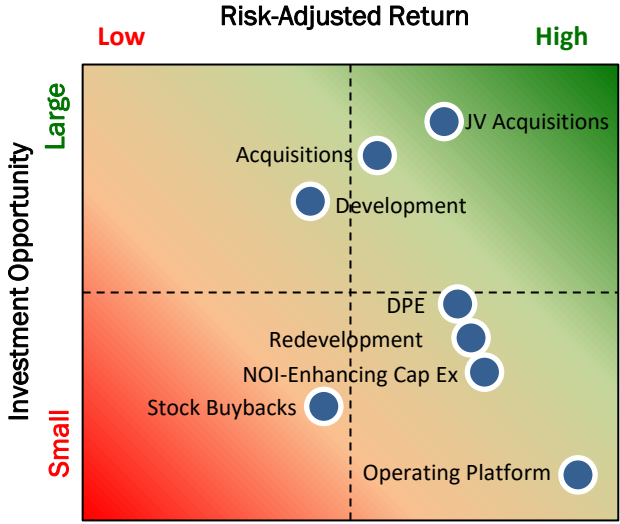 Risk-Adjusted Return
Low
High
Large
Investment Opportunity
Small
JV Acquisitions
Acquisitions
Development
DPE
Redevelopment
NOI-Enhancing Cap Ex
Stock Buybacks
Operating Platform